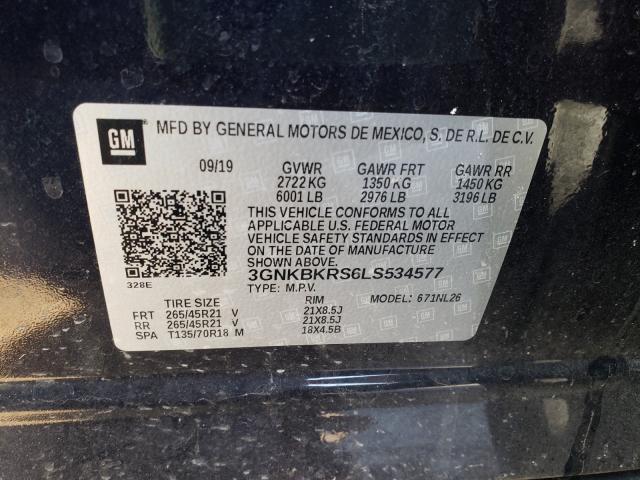 GM MFD BY GENERAL MOTORS DE MEXICO, S. DE R.L. DE C.V.
09/19 GVWR GAWR FRT GAWR RR
2722 KG 1350 KG 1450 KG
6001 LB 2976 LB 3196 LB
THIS VEHICLE CONFORMS TO ALL
APPLICABLE U.S. FEDERAL MOTOR
VEHICLE SAFETY STANDARDS IN EFFECT
ON THE DATE OF MANUFACTURE
SHOWN ABOVE.
328E 3GNKBKRS6LS534577
TYPE: M.P.V. MODEL: 671NL26
TIRE SIZE RIM
FRT 265/45R21 V 21X8.5J
RR 265/45R21 V 21X8.5J
SPA T135/70R18 M 18X4.5B